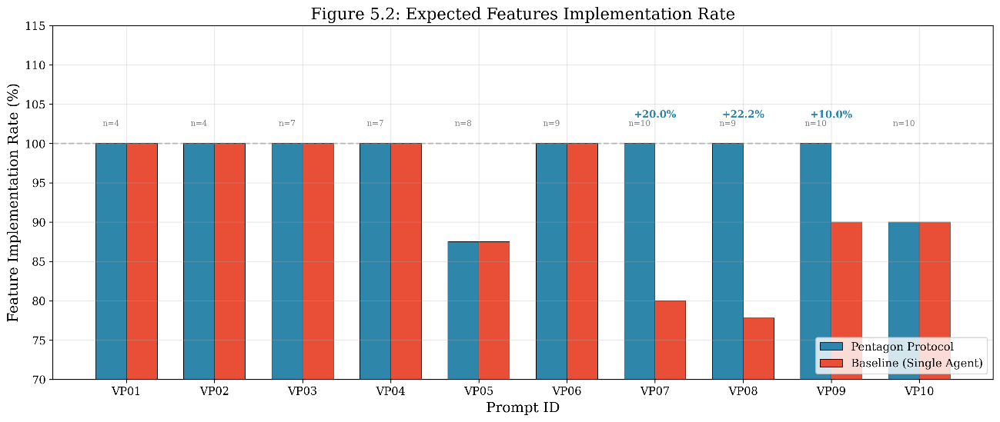 Figure 5.2: Expected Features Implementation Rate
Feature Implementation Rate (%)
115
110
105
100
95
90
85
80
75
70
+20.0%
+22.2%
+10.0%
n=4
n=4
n=7
n=7
n=8
n=9
n=10
n=9
n=10
n=10
Pentagon Protocol
Baseline (Single Agent)
VP01
VP02
VP03
VP04
VP05
VP06
VP07
VP08
VP09
VP10
Prompt ID